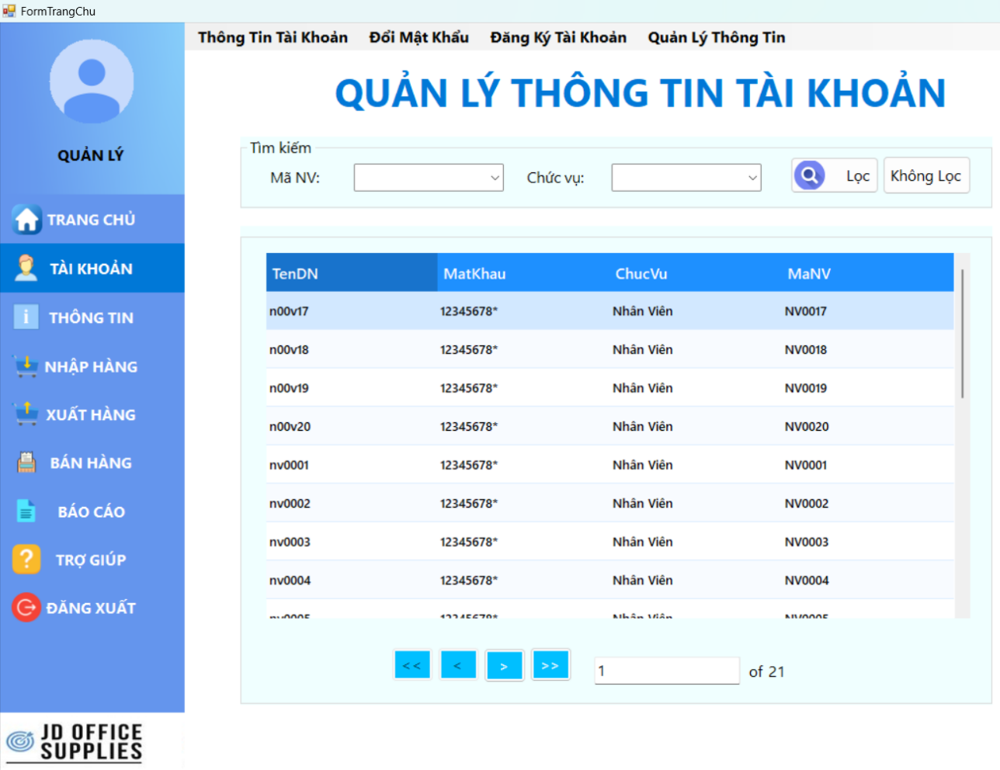 FormTrangChu
Thông Tin Tài Khoản Đổi Mật Khẩu Đăng Ký Tài Khoản Quản Lý Thông Tin
QUẢN LÝ
TRANG CHỦ
TÀI KHOẢN
THÔNG TIN
NHẬP HÀNG
XUẤT HÀNG
BÁN HÀNG
BÁO CÁO
TRỢ GIÚP
ĐĂNG XUẤT
JD OFFICE
SUPPLIES
QUẢN LÝ THÔNG TIN TÀI KHOẢN
Tìm kiếm
Mã NV: Chức vụ: Lọc Không Lọc
TenDN MatKhau ChucVu MaNV
n00v17 12345678* Nhân Viên NV0017
n00v18 12345678* Nhân Viên NV0018
n00v19 12345678* Nhân Viên NV0019
n00v20 12345678* Nhân Viên NV0020
nv0001 12345678* Nhân Viên NV0001
nv0002 12345678* Nhân Viên NV0002
nv0003 12345678* Nhân Viên NV0003
nv0004 12345678* Nhân Viên NV0004
nv0005 12345678* Nhân Viên NV0005
<< < > >> 1 of 21